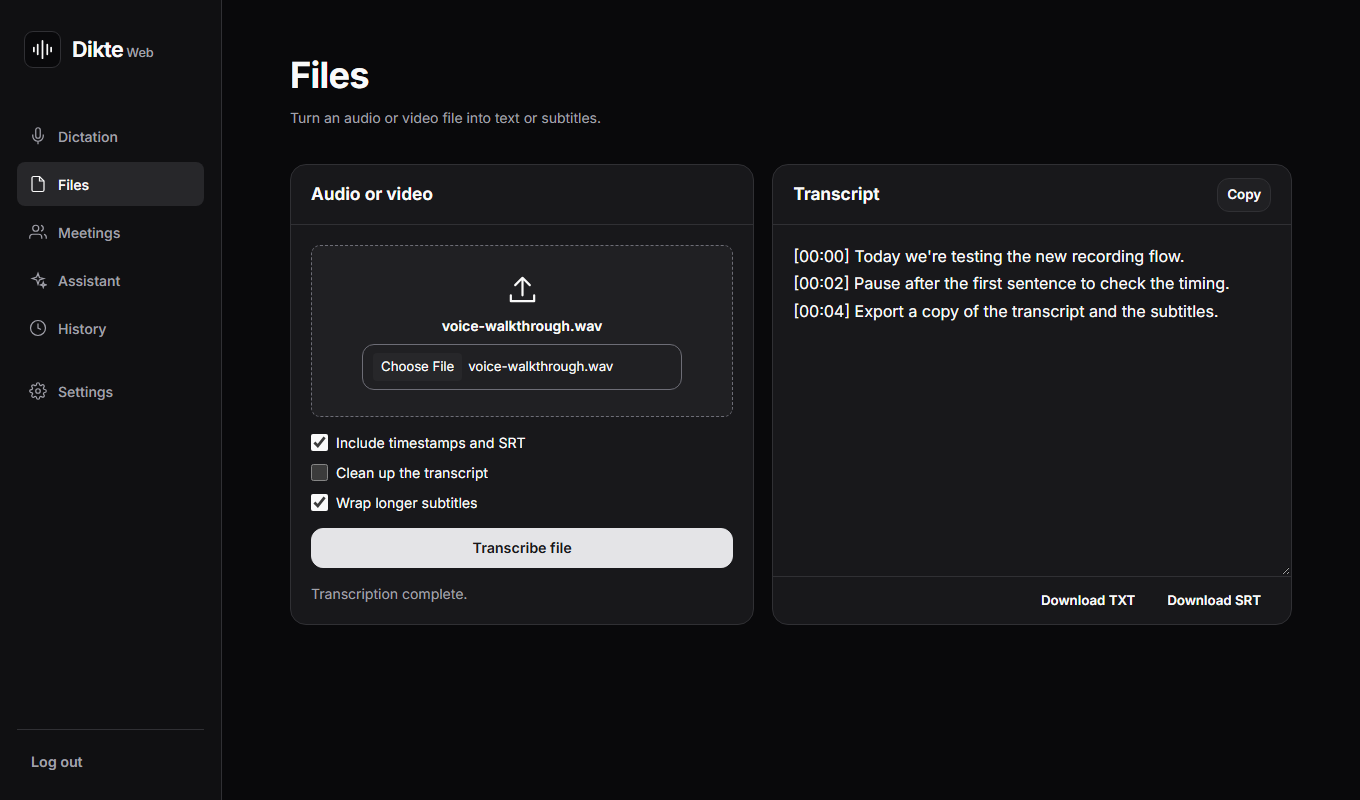 Dikte Web
Dictation
Files
Meetings
Assistant
History
Settings
Log out
Files
Turn an audio or video file into text or subtitles.
Audio or video
voice-walkthrough.wav
Choose File voice-walkthrough.wav
Include timestamps and SRT
Clean up the transcript
Wrap longer subtitles
Transcribe file
Transcription complete.
Transcript
Copy
[00:00] Today we're testing the new recording flow.
[00:02] Pause after the first sentence to check the timing.
[00:04] Export a copy of the transcript and the subtitles.
Download TXT Download SRT